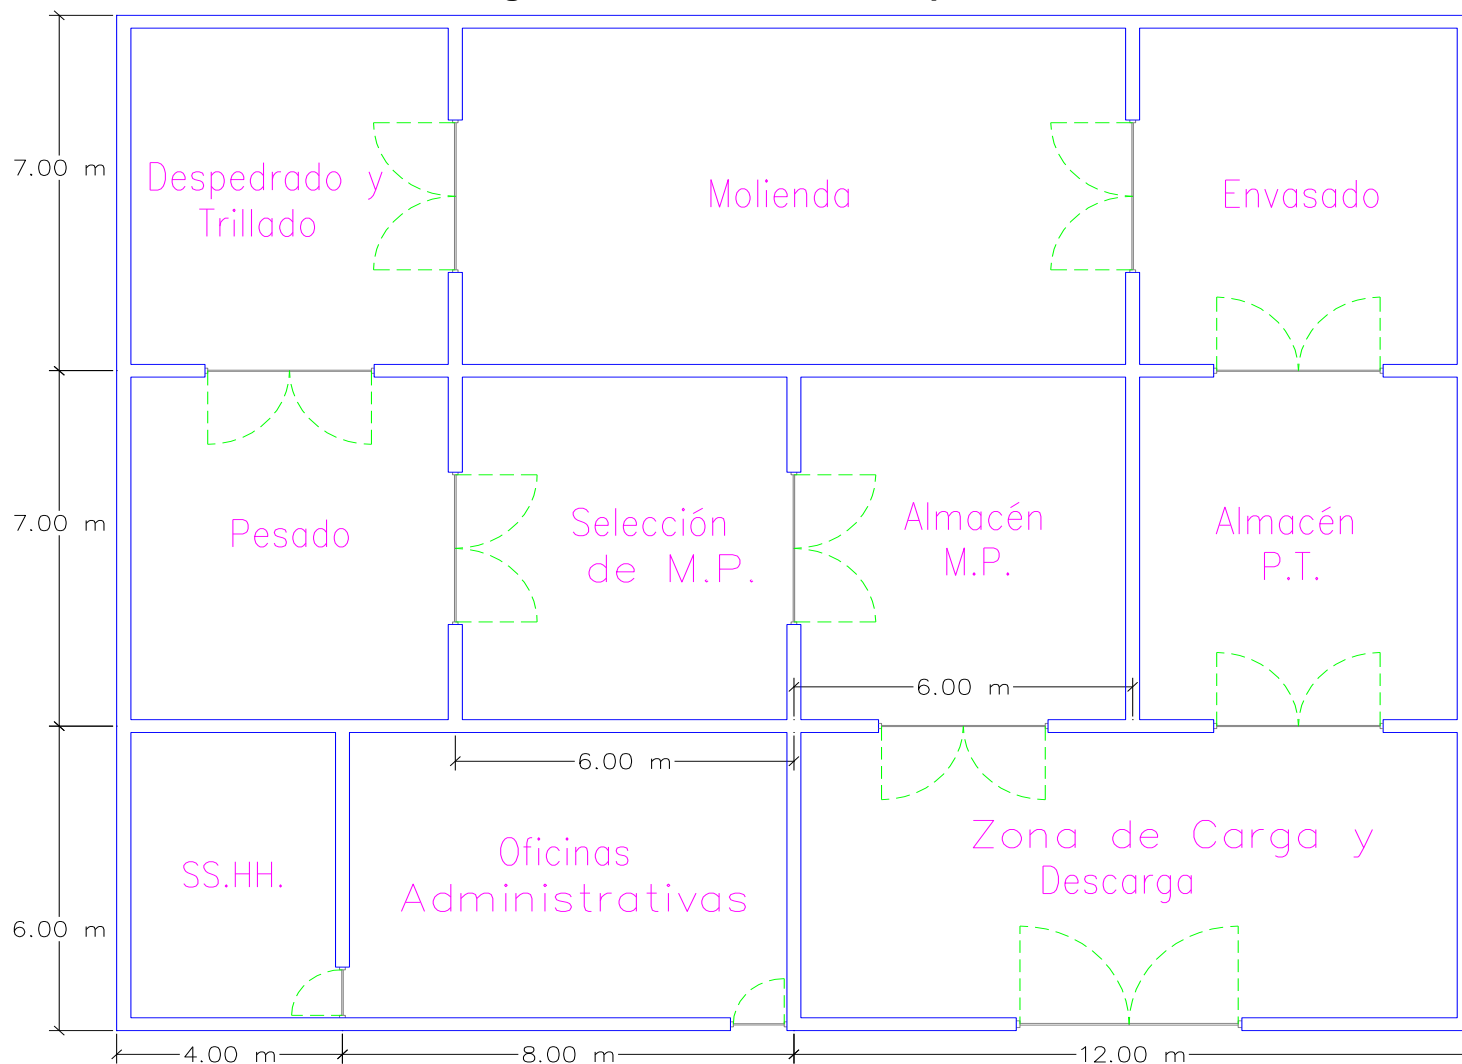 7.00 m
Despedrado y
Trillado
Molienda
Envasado
7.00 m
Pesado
Selección
de M.P.
Almacén
M.P.
Almacén
P.T.
6.00 m
6.00 m
6.00 m
SS.HH.
Oficinas
Administrativas
Zona de Carga y
Descarga
4.00 m
8.00 m
12.00 m